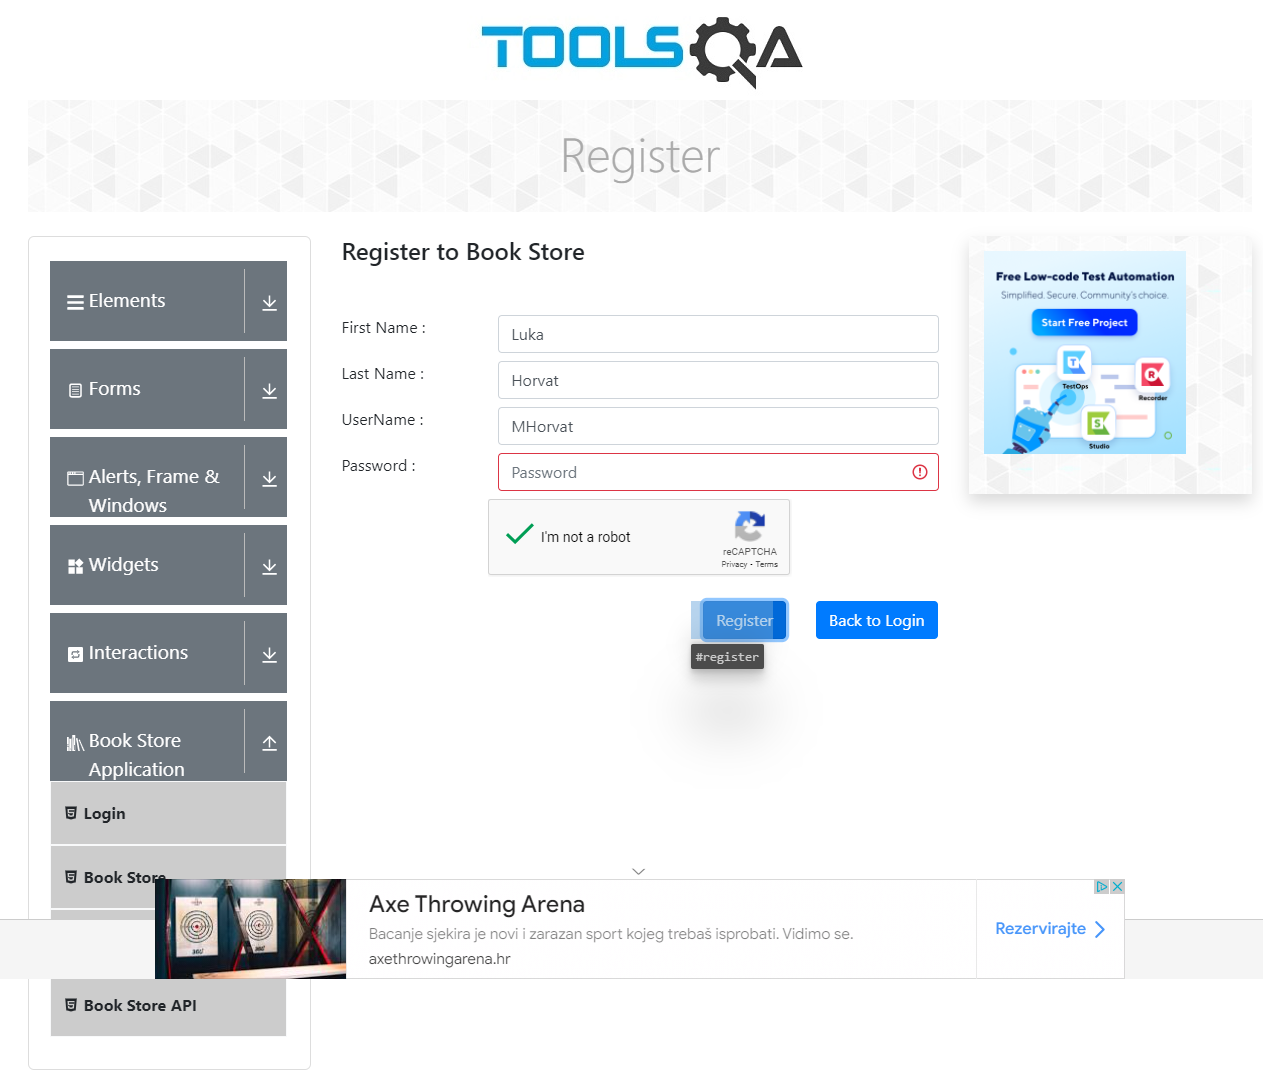 TOOLSQA
Register
Elements
Forms
Alerts, Frame &
Windows
Widgets
Interactions
Book Store
Application
Login
Book Store
Book Store API
Register to Book Store
First Name :
Luka
Last Name :
Horvat
UserName :
MHorvat
Password :
Password
I'm not a robot
reCAPTCHA
Privacy - Terms
Register
Back to Login
#register
Free Low-code Test Automation
Simplified. Secure. Community's choice.
Start Free Project
TestOps
Recorder
Studio
Axe Throwing Arena
Bacanje sjekira je novi i zarazan sport kojeg trebaš isprobati. Vidimo se.
axethrowingarena.hr
Rezervirajte